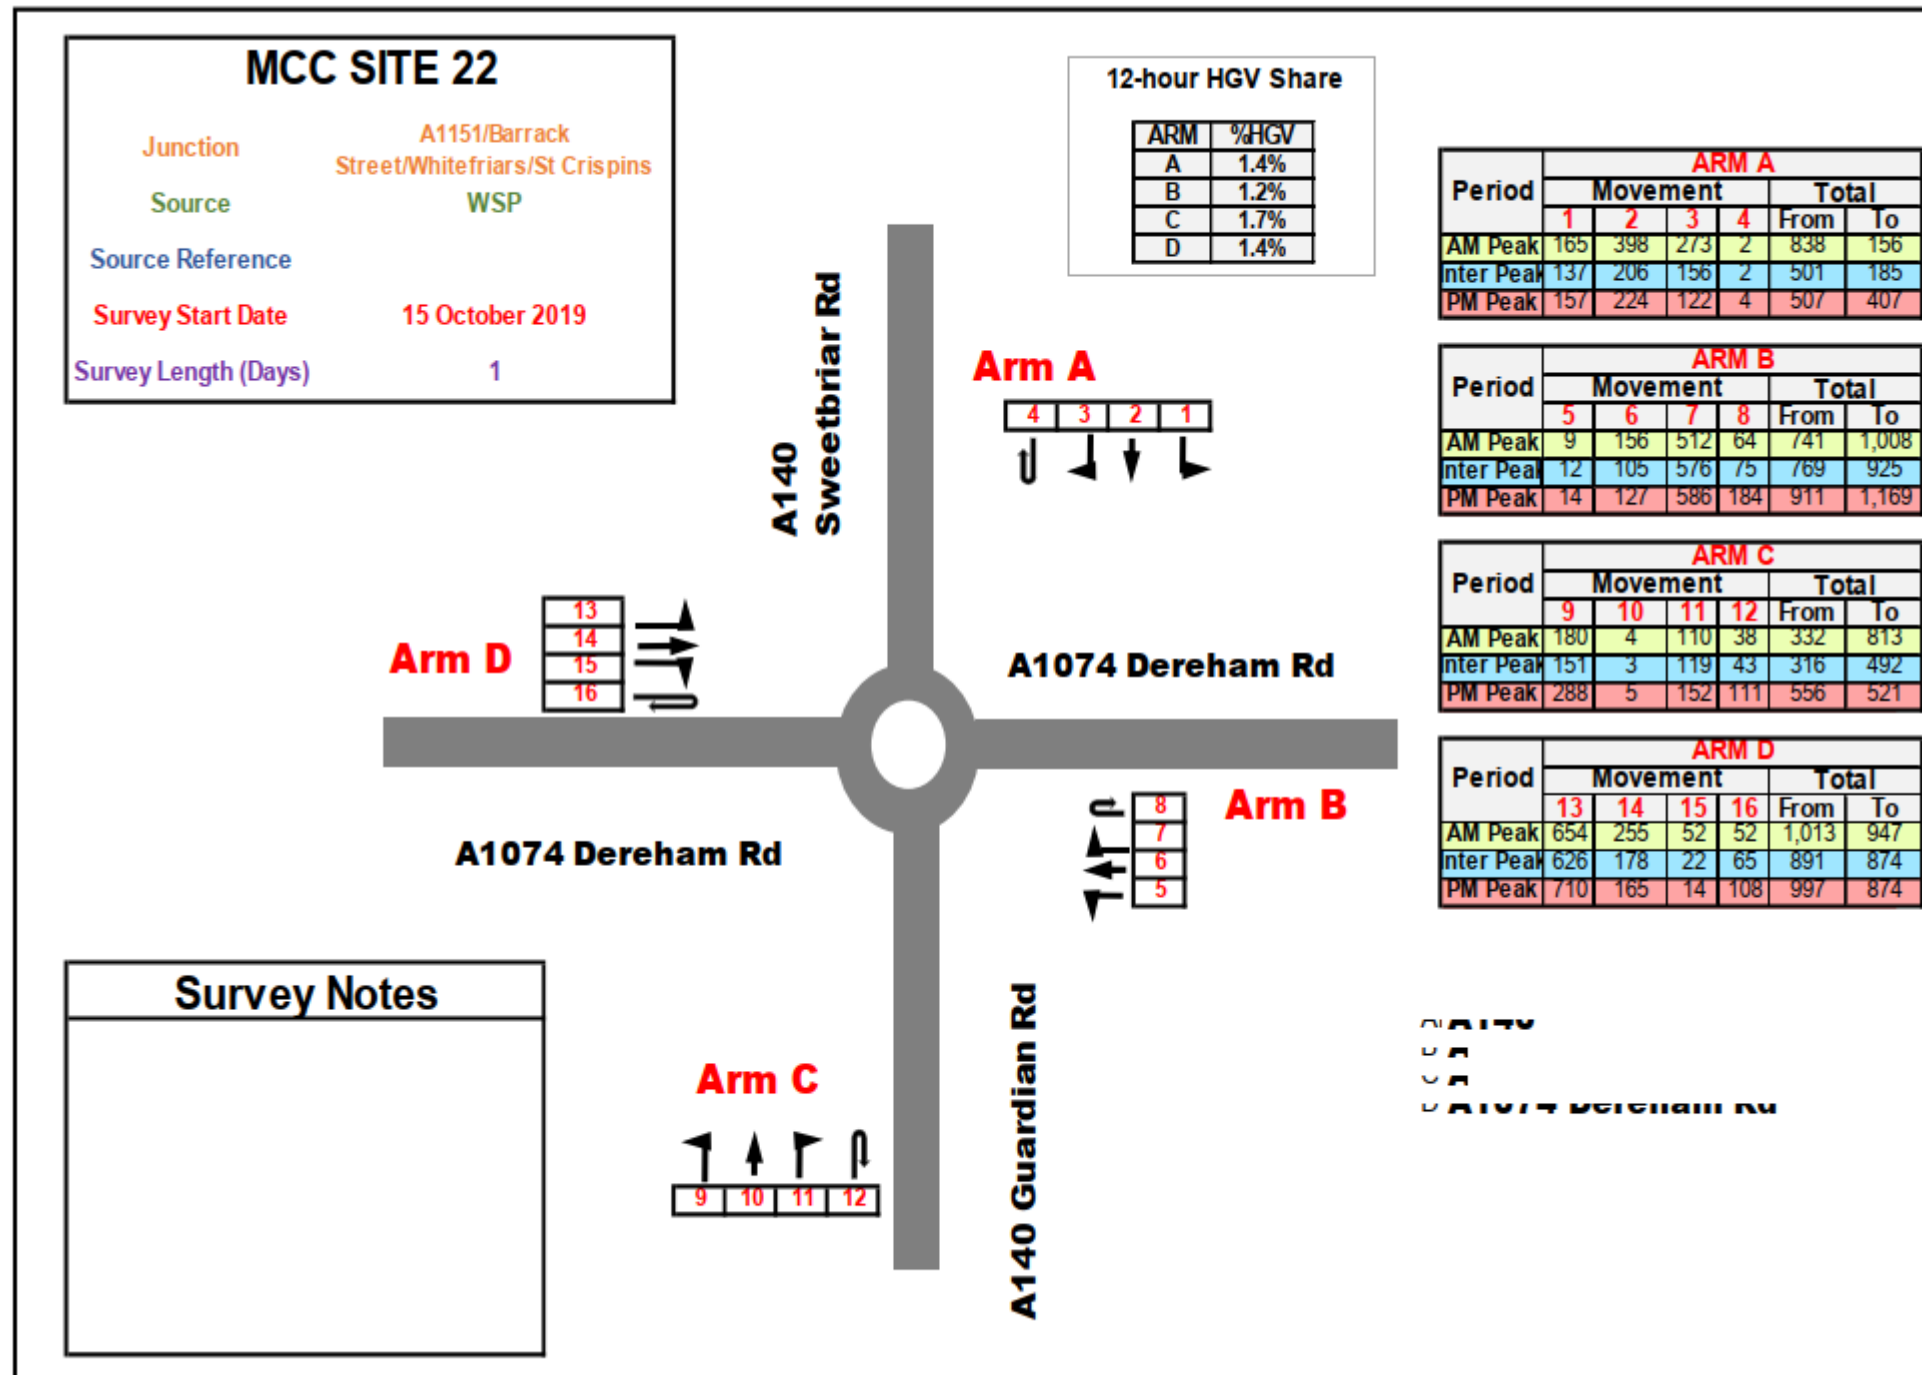 MCC SITE 22
Junction
A1151/Barrack
Street/Whitefriars/St Crispins
Source WSP
Source Reference
Survey Start Date 15 October 2019
Survey Length (Days) 1
12-hour HGV Share
ARM %HGV
A 1.4%
B 1.2%
C 1.7%
D 1.4%
A140
Sweetbriar Rd
Arm A
4 3 2 1
Arm D
13
14
15
16
A1074 Dereham Rd
A1074 Dereham Rd
8
7
6
5
Arm B
Arm C
9 10 11 12
A140 Guardian Rd
Survey Notes
ARM A
Period Movement Total
1 2 3 4 From To
AM Peak 165 398 273 2 838 156
nter Peak 137 206 156 2 501 185
PM Peak 157 224 122 4 507 407
ARM B
Period Movement Total
5 6 7 8 From To
AM Peak 9 156 512 64 741 1,008
nter Peak 12 105 576 75 769 925
PM Peak 14 127 586 184 911 1,169
ARM C
Period Movement Total
9 10 11 12 From To
AM Peak 180 4 110 38 332 813
nter Peak 151 3 119 43 316 492
PM Peak 288 5 152 111 556 521
ARM D
Period Movement Total
13 14 15 16 From To
AM Peak 654 255 52 52 1,013 947
nter Peak 626 178 22 65 891 874
PM Peak 710 165 14 108 997 874
A140
A1074 Dereham Rd